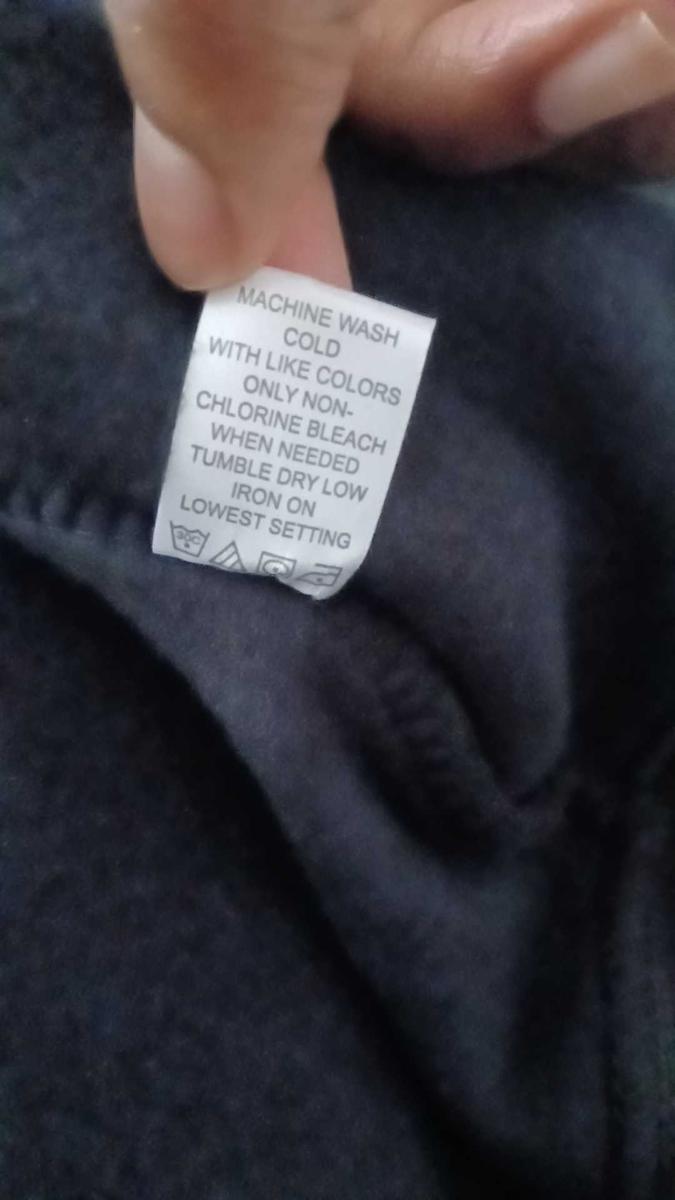 MACHINE WASH
COLD
WITH LIKE COLORS
ONLY NON-
CHLORINE BLEACH
WHEN NEEDED
TUMBLE DRY LOW
IRON ON
LOWEST SETTING
30C